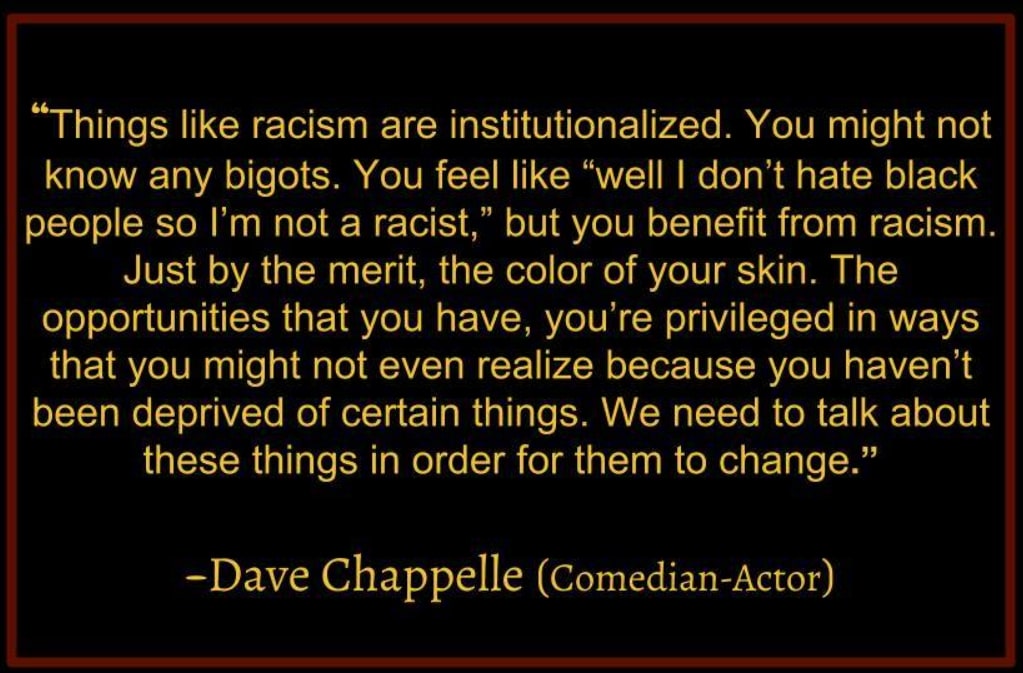 “Things like racism are institutionalized. You might not
know any bigots. You feel like “well I don’t hate black
people so I’m not a racist,” but you benefit from racism.
Just by the merit, the color of your skin. The
opportunities that you have, you’re privileged in ways
that you might not even realize because you haven’t
been deprived of certain things. We need to talk about
these things in order for them to change.”
–Dave Chappelle (Comedian-Actor)